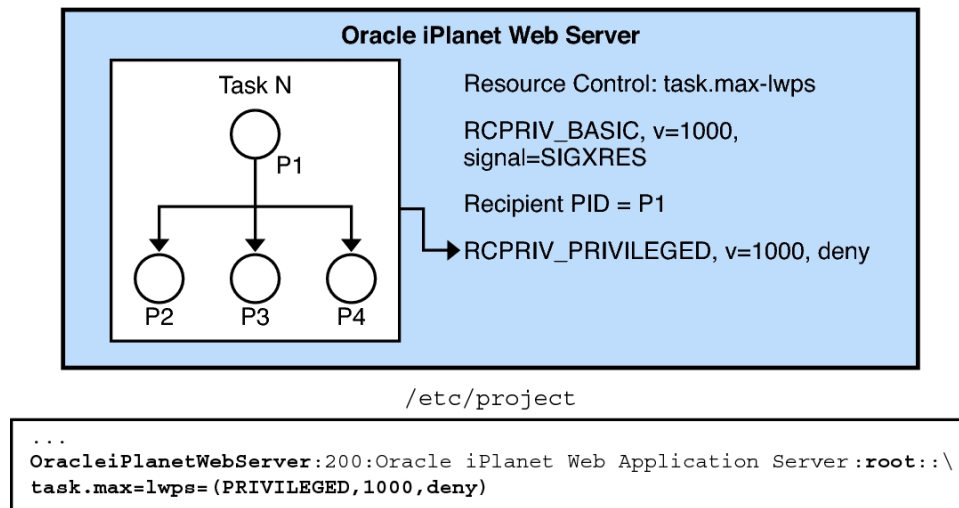 Oracle iPlanet Web Server
Task N
P1
P2 P3 P4
Resource Control: task.max-lwps
RCPRIV_BASIC, v=1000,
signal=SIGXRES
Recipient PID = P1
RCPRIV_PRIVILEGED, v=1000, deny
/etc/project
...
OracleiPlanetWebServer:200:Oracle iPlanet Web Application Server:root::\
task.max=lwps=(PRIVILEGED,1000,deny)